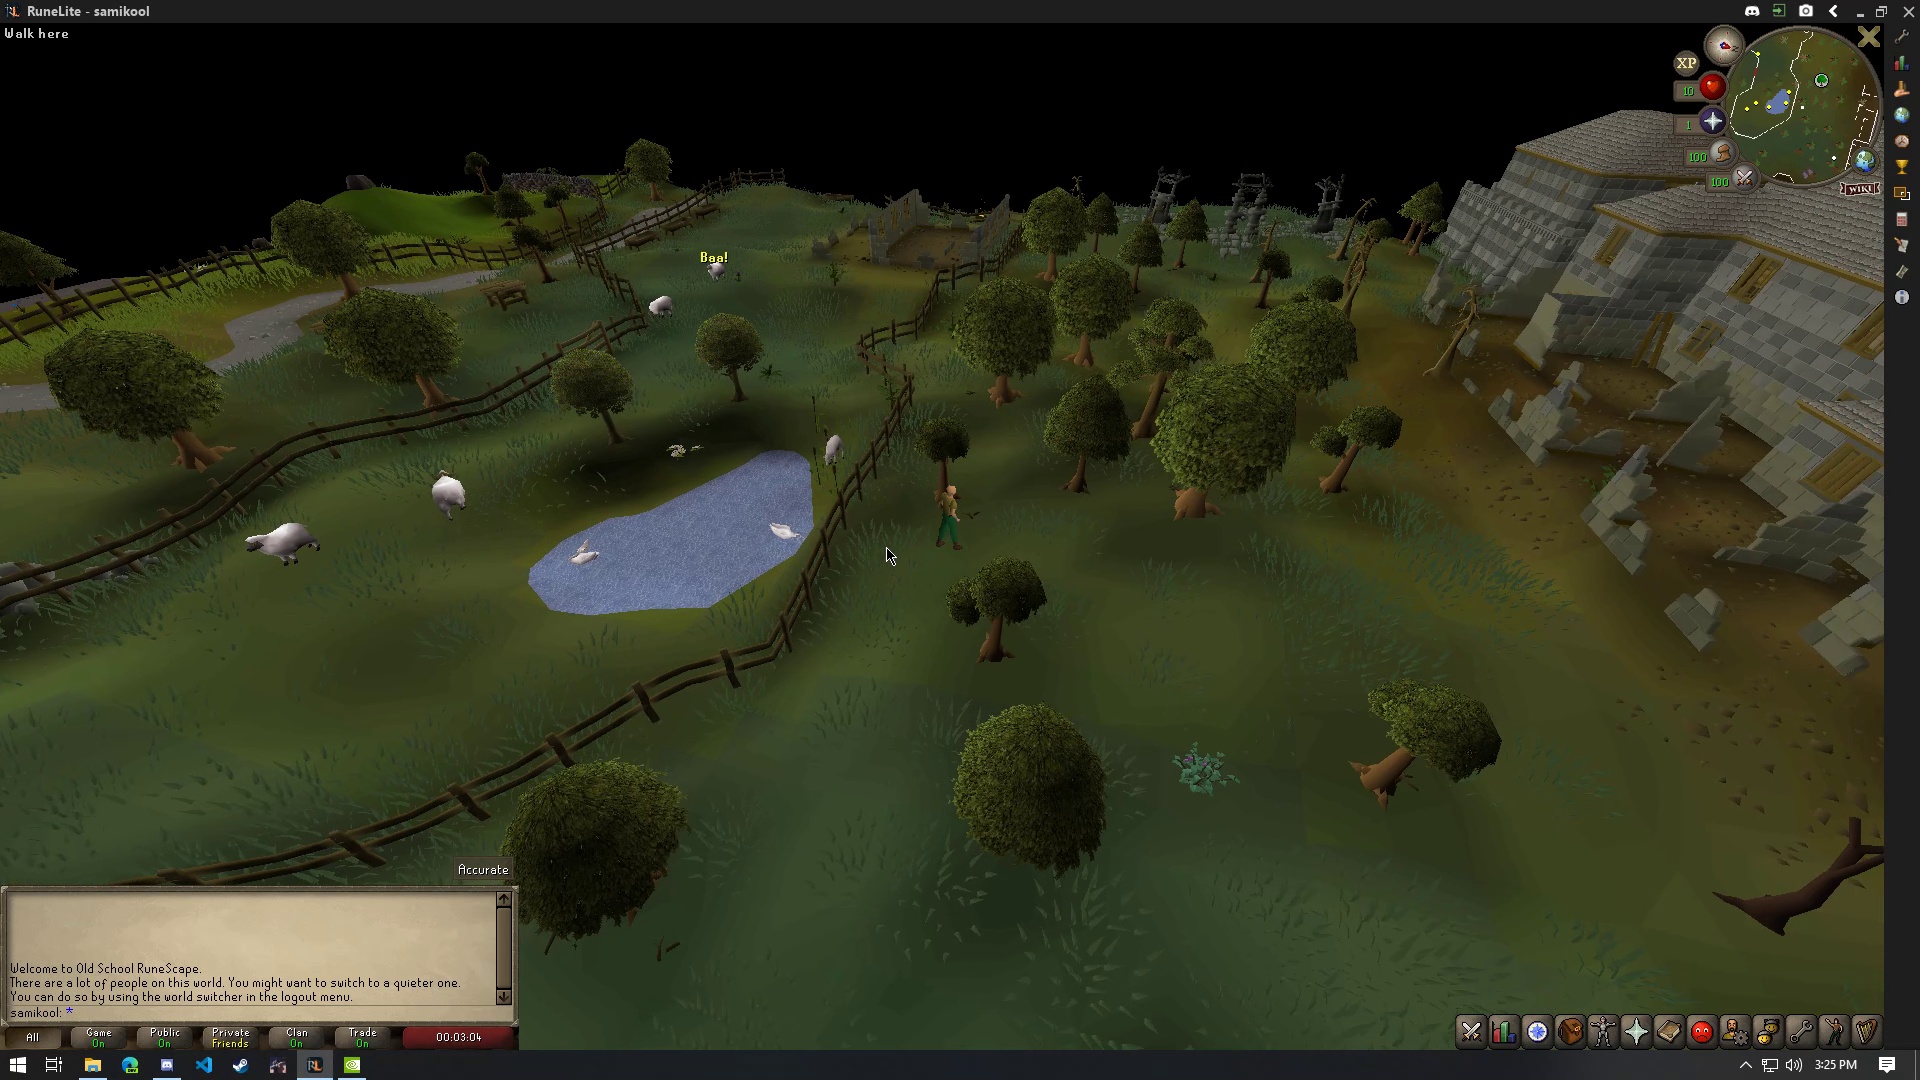 RuneLite - samikool
Walk here
XP
10
1
100
100
WIKI
Baa!
Accurate
Welcome to Old School RuneScape.
There are a lot of people on this world. You might want to switch to a quieter one.
You can do so by using the world switcher in the logout menu.
samikool: *
All
Game
On
Public
On
Private
Friends
Clan
On
Trade
On
00:03:04
3:25 PM